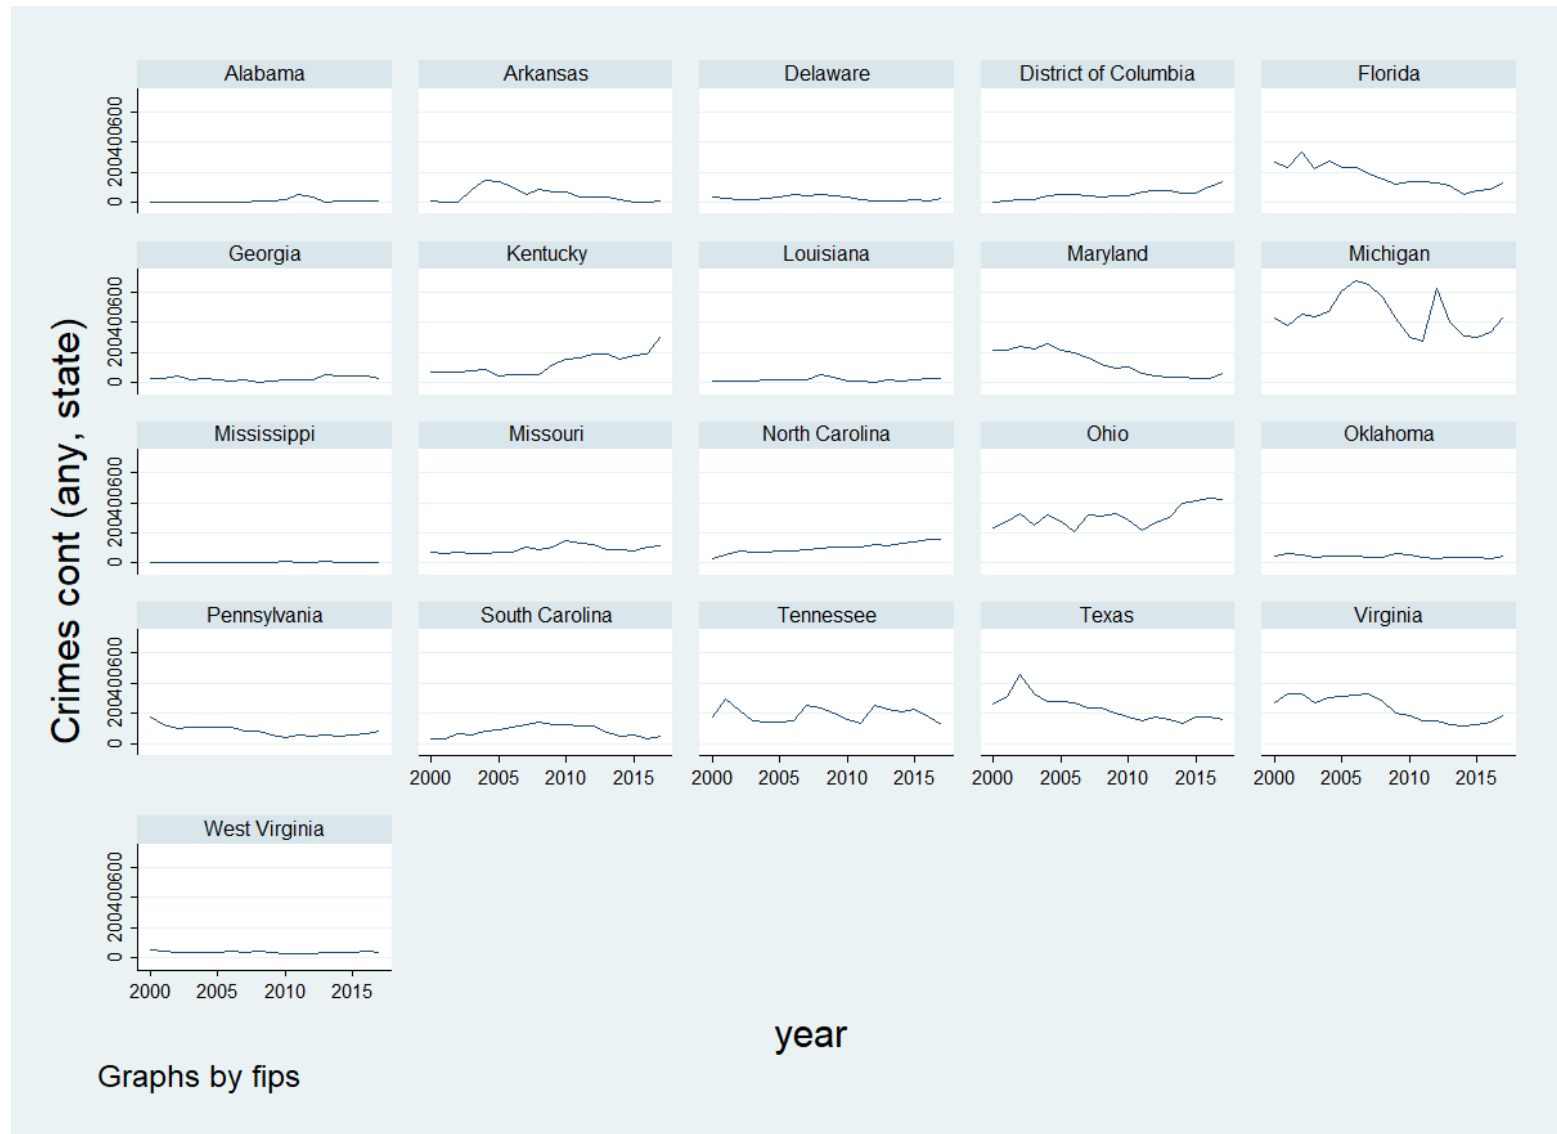 Crimes cont (any, state)
Alabama
Arkansas
Delaware
District of Columbia
Florida
0 200400600
Georgia
Kentucky
Louisiana
Maryland
Michigan
0 200400600
Mississippi
Missouri
North Carolina
Ohio
Oklahoma
0 200400600
Pennsylvania
South Carolina
Tennessee
Texas
Virginia
0 200400600
2000 2005 2010 2015
2000 2005 2010 2015
2000 2005 2010 2015
2000 2005 2010 2015
West Virginia
0 200400600
2000 2005 2010 2015
year
Graphs by fips